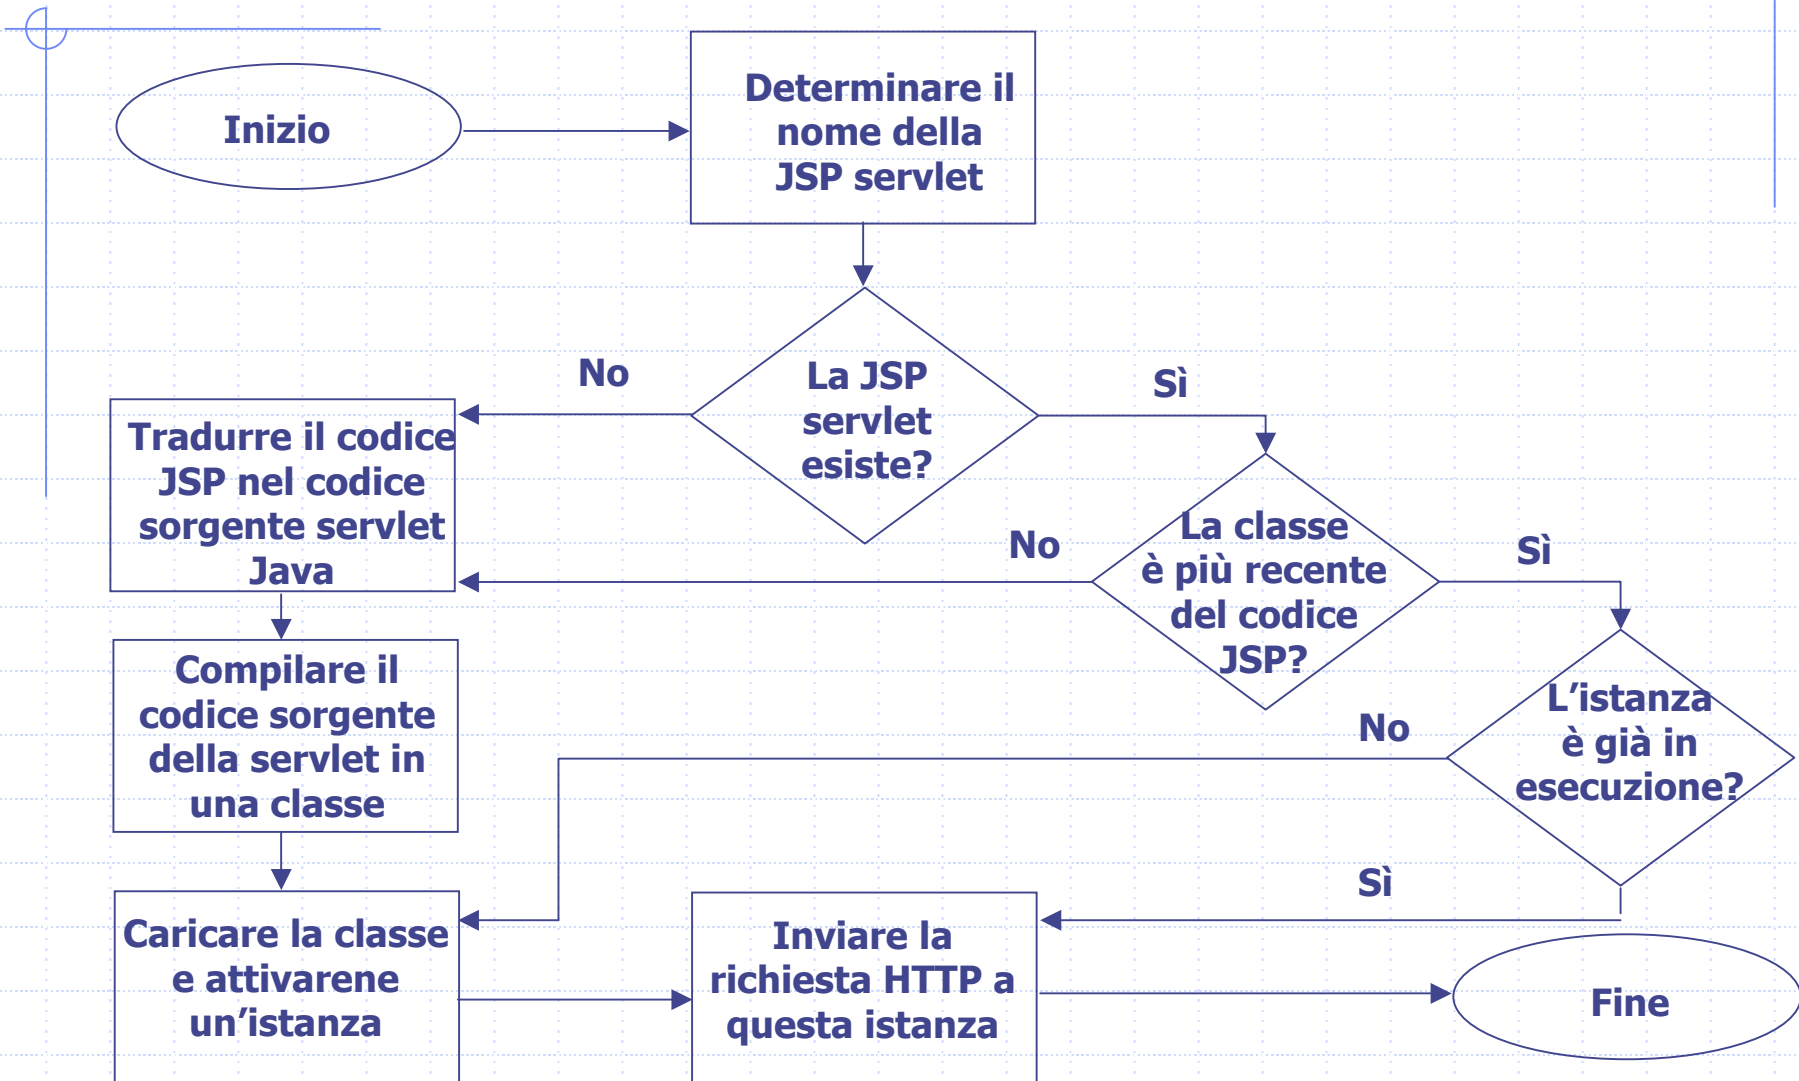 Inizio
Determinare il
nome della
JSP servlet
La JSP
servlet
esiste?
No
Sì
Tradurre il codice
JSP nel codice
sorgente servlet
Java
La classe
è più recente
del codice
JSP?
No
Sì
Compilare il
codice sorgente
della servlet in
una classe
L’istanza
è già in
esecuzione?
No
Sì
Caricare la classe
e attivarene
un’istanza
Inviare la
richiesta HTTP a
questa istanza
Fine